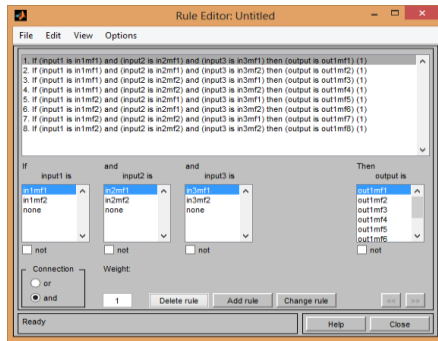 Rule Editor: Untitled
File Edit View Options
1. If (input1 is in1mf1) and (input2 is in2mf1) and (input3 is in3mf1) then (output is out1mf1) (1)
2. If (input1 is in1mf1) and (input2 is in2mf1) and (input3 is in3mf2) then (output is out1mf2) (1)
3. If (input1 is in1mf1) and (input2 is in2mf2) and (input3 is in3mf1) then (output is out1mf3) (1)
4. If (input1 is in1mf1) and (input2 is in2mf2) and (input3 is in3mf2) then (output is out1mf4) (1)
5. If (input1 is in1mf2) and (input2 is in2mf1) and (input3 is in3mf1) then (output is out1mf5) (1)
6. If (input1 is in1mf2) and (input2 is in2mf1) and (input3 is in3mf2) then (output is out1mf6) (1)
7. If (input1 is in1mf2) and (input2 is in2mf2) and (input3 is in3mf1) then (output is out1mf7) (1)
8. If (input1 is in1mf2) and (input2 is in2mf2) and (input3 is in3mf2) then (output is out1mf8) (1)
If and and Then
input1 is input2 is input3 is output is
in1mf1 in2mf1 in3mf1 out1mf1
in1mf2 in2mf2 in3mf2 out1mf2
none none none out1mf3
out1mf4
out1mf5
out1mf6
not not not not
Connection Weight:
or
and 1 Delete rule Add rule Change rule << >>
Ready Help Close